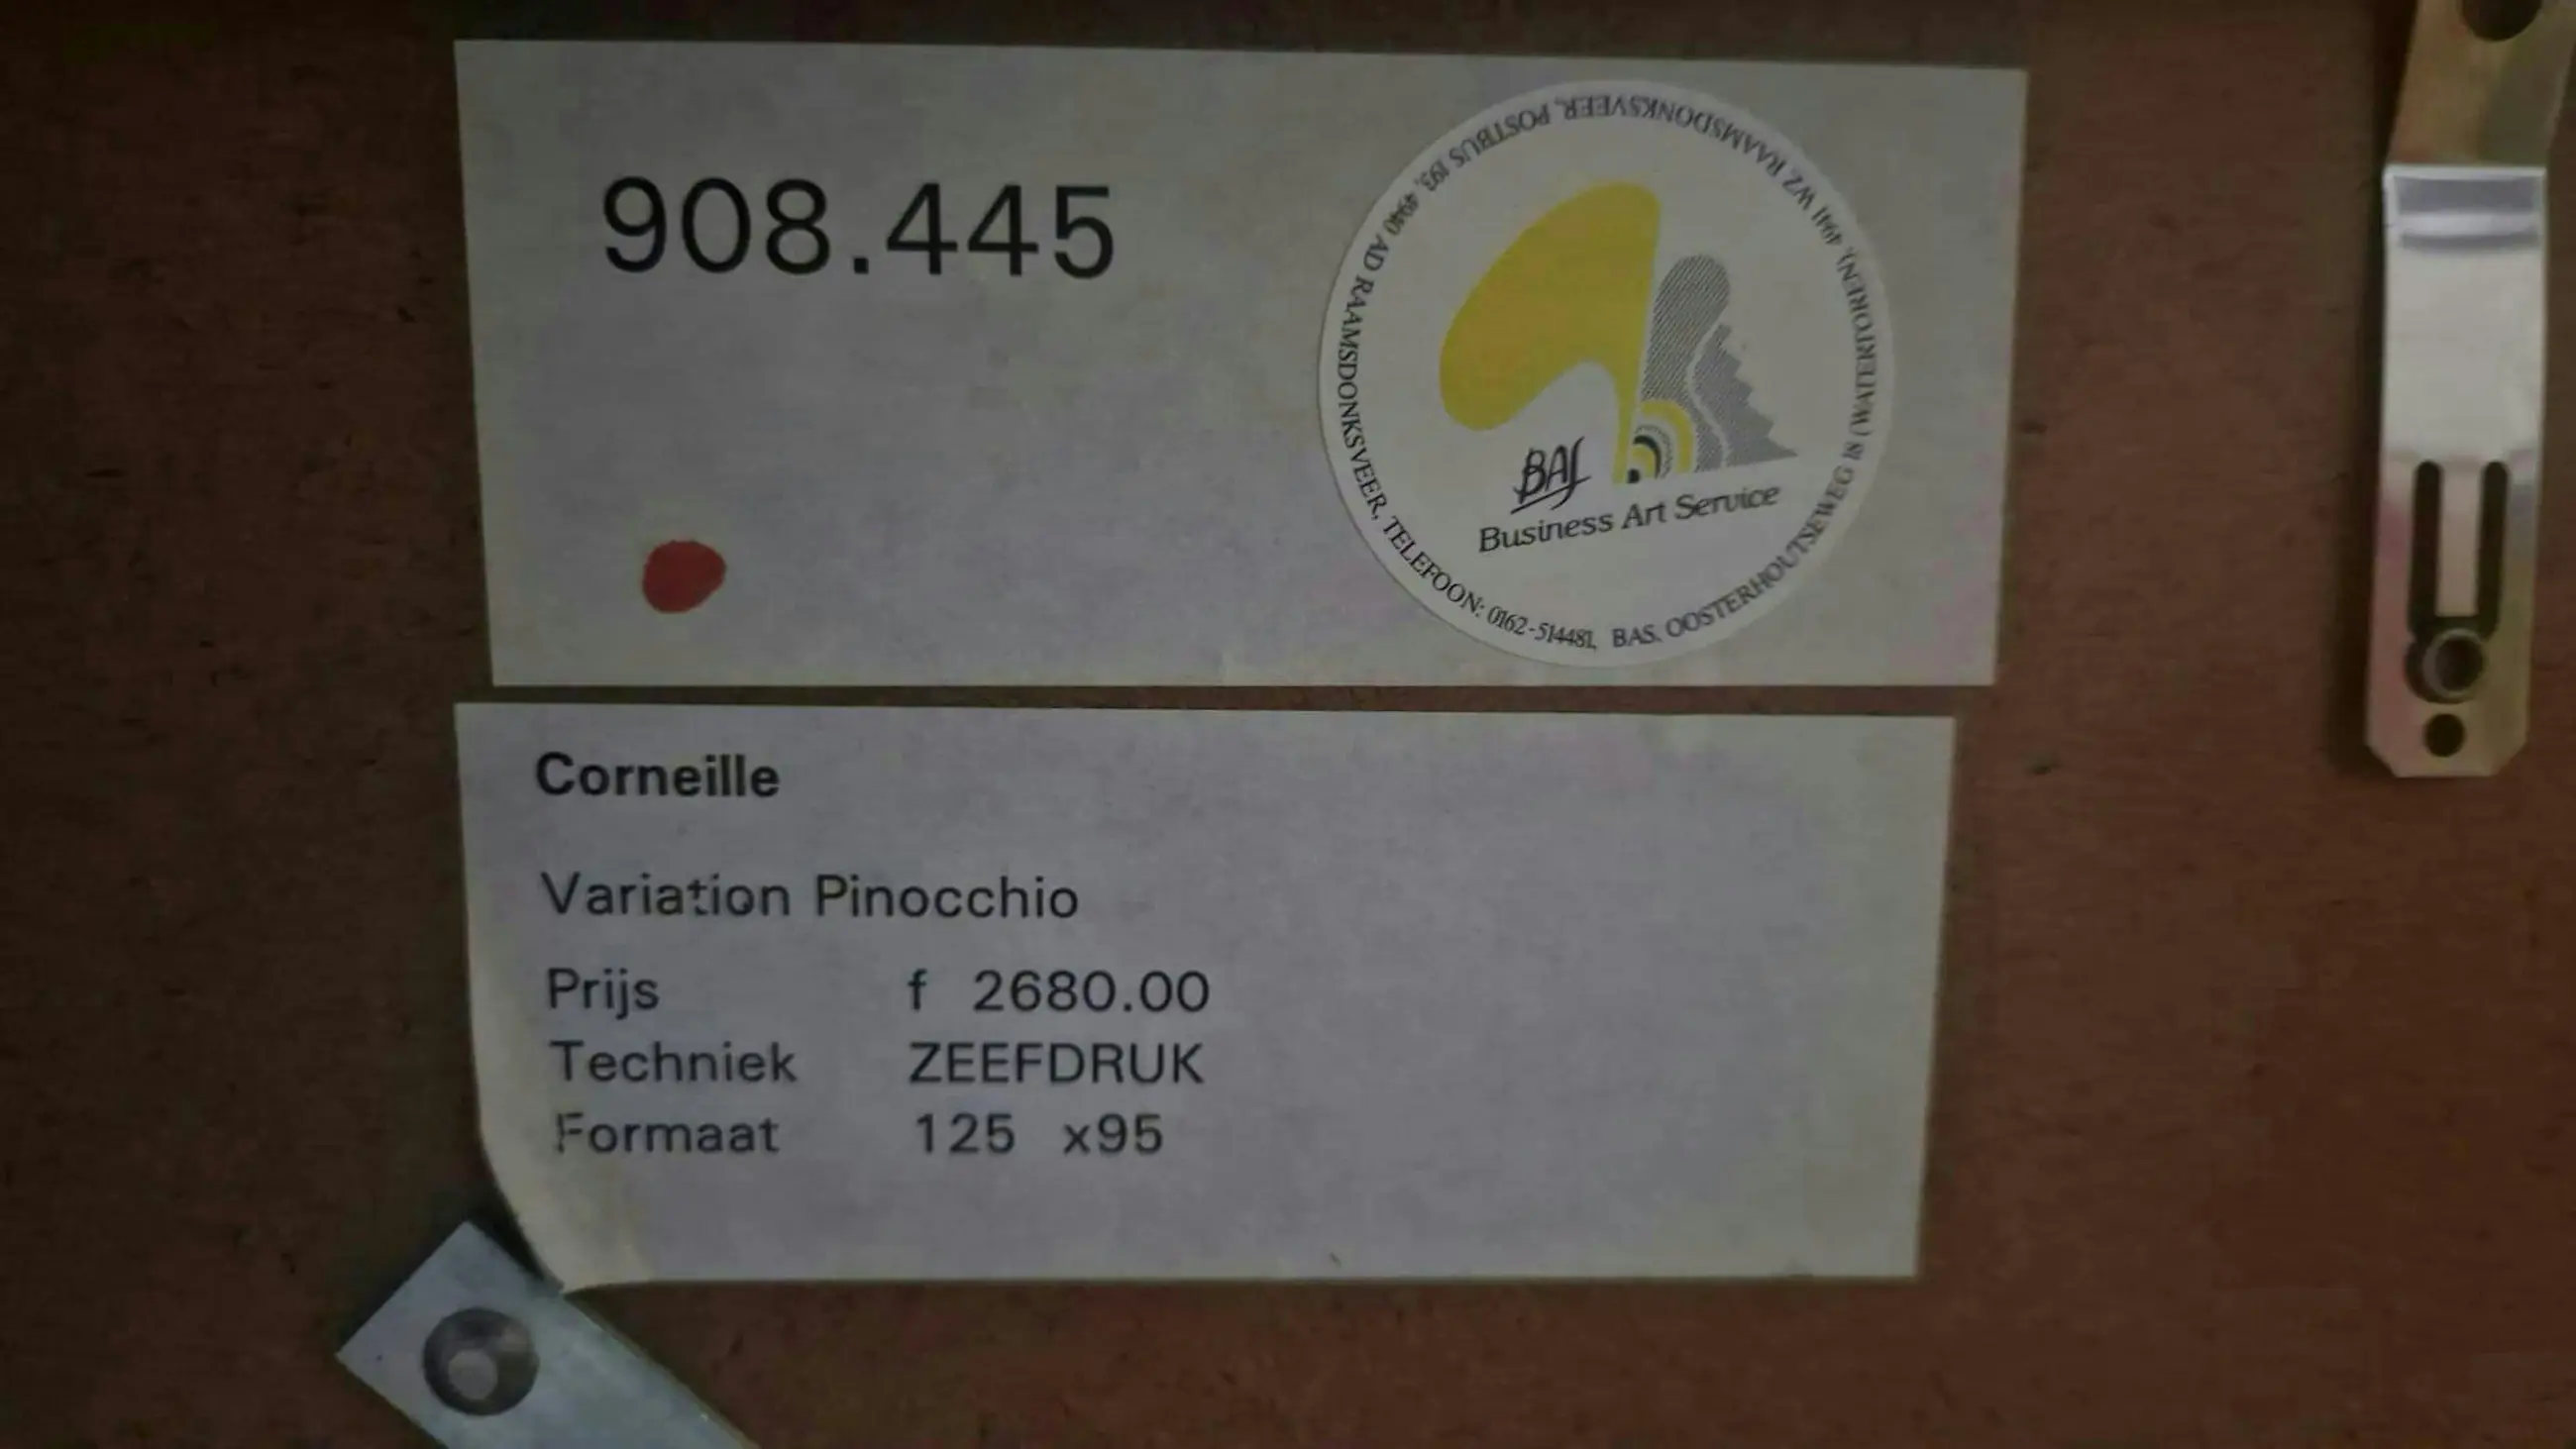 908.445
BAS
Business Art Service
BAS. OOSTERHOUTSEWEG 18 (WATERTOREN), 4941 WZ RAAMSDONKSVEER, POSTBUS 193, 4940 AD RAAMSDONKSVEER, TELEFOON: 0162-514481,
Corneille
Variation Pinocchio
Prijs f 2680.00
Techniek ZEEFDRUK
Formaat 125 x95